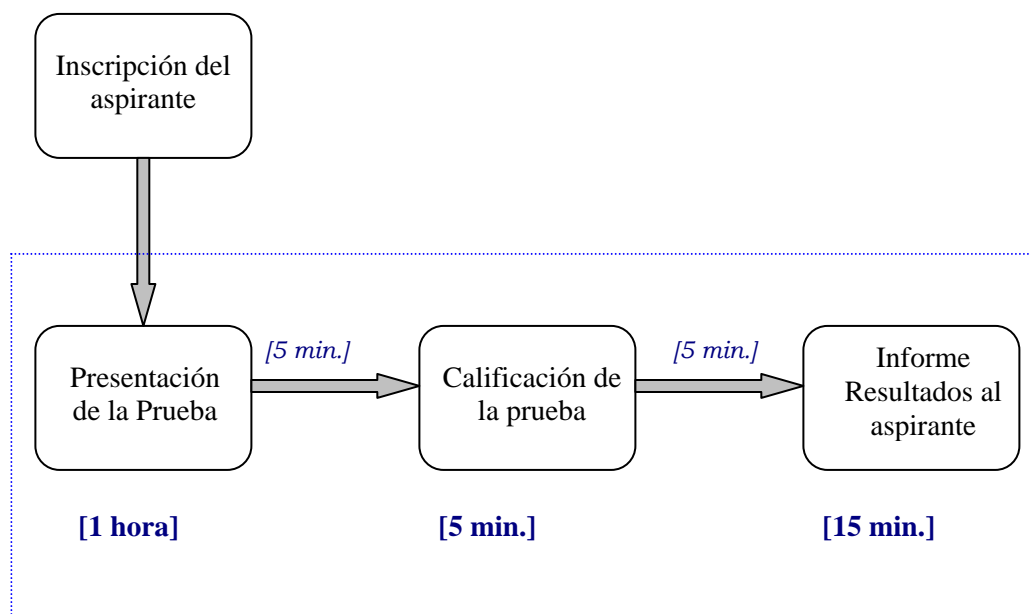 Inscripción del
aspirante
[5 min.]
[5 min.]
Presentación
de la Prueba
Calificación de
la prueba
Informe
Resultados al
aspirante
[1 hora]
[5 min.]
[15 min.]